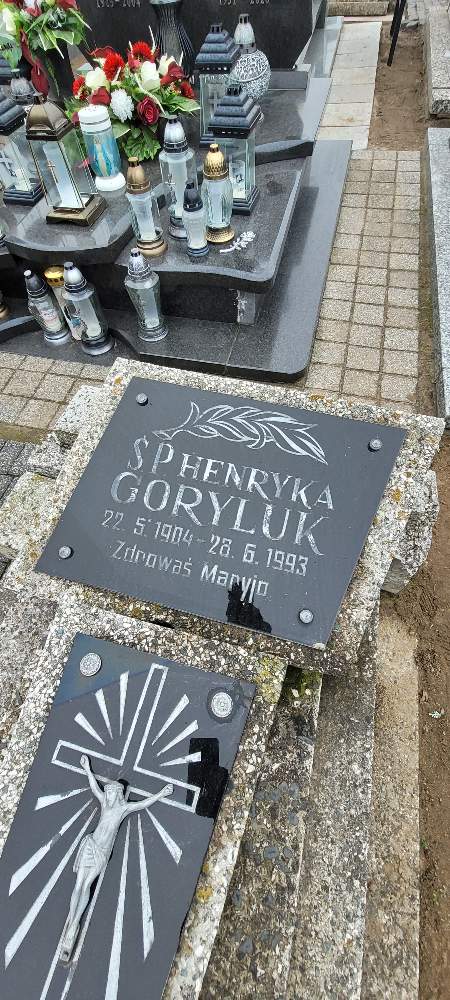 ŚP HENRYKA
GORYLUK
22.5.1904-28.6.1993
Zdrowaś Maryjo